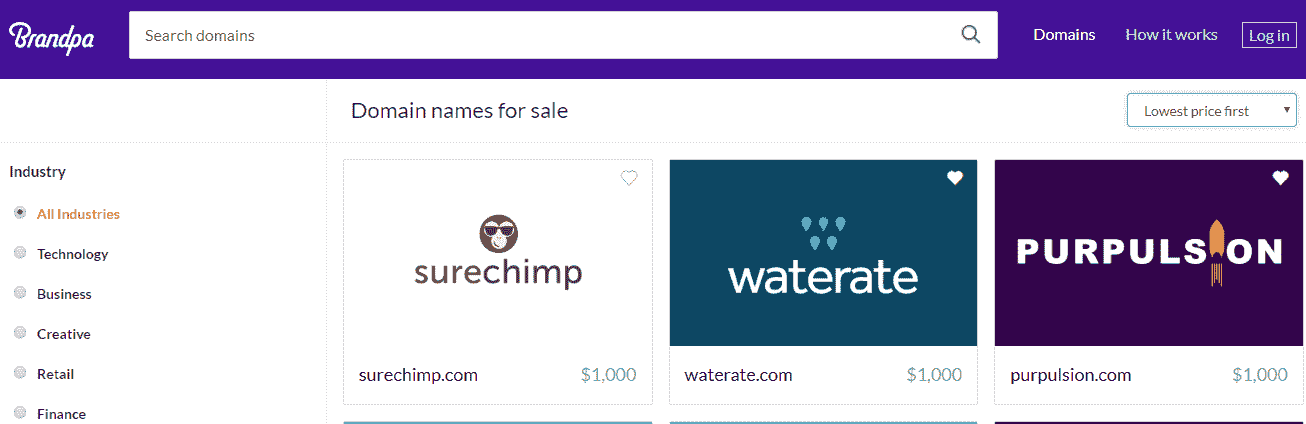 Brandpa
Search domains
Domains
How it works
Log in
Domain names for sale
Lowest price first
Industry
All Industries
Technology
Business
Creative
Retail
Finance
surechimp
surechimp.com $1,000
waterate
waterate.com $1,000
PURPULSION
purpulsion.com $1,000